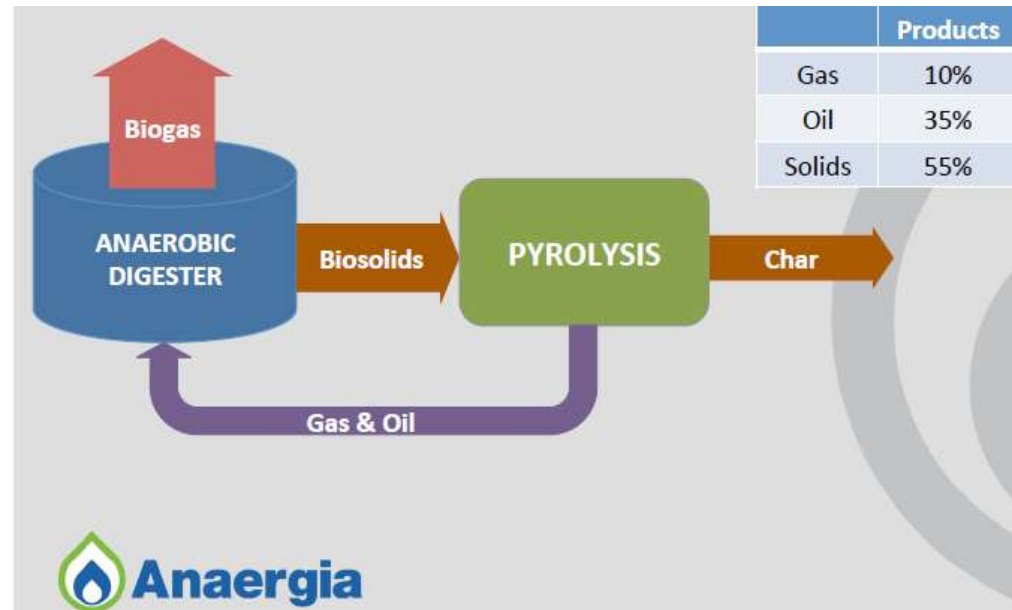 Products
Gas 10%
Oil 35%
Solids 55%
Biogas
ANAEROBIC
DIGESTER
Biosolids
PYROLYSIS
Char
Gas & Oil
Anaergia